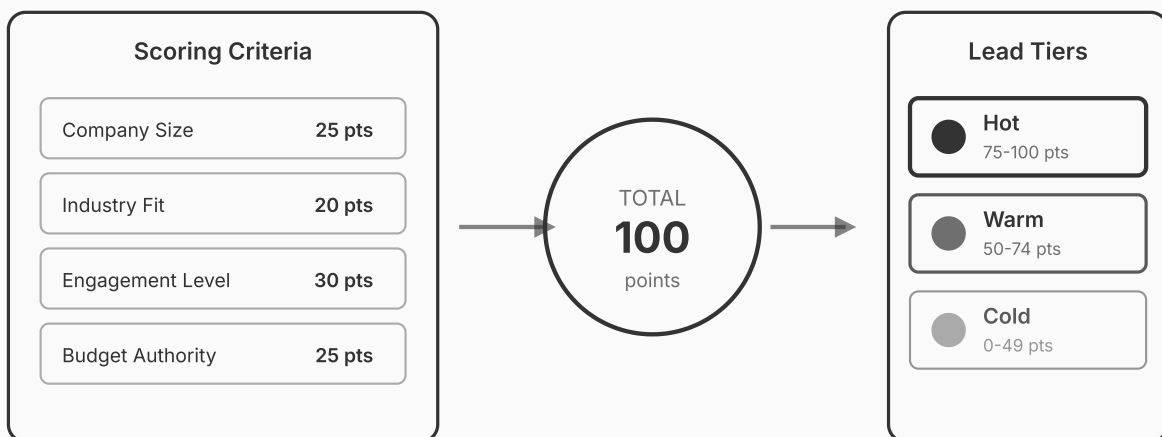 Scoring Criteria
Company Size 25 pts
Industry Fit 20 pts
Engagement Level 30 pts
Budget Authority 25 pts
TOTAL
100
points
Lead Tiers
Hot
75-100 pts
Warm
50-74 pts
Cold
0-49 pts